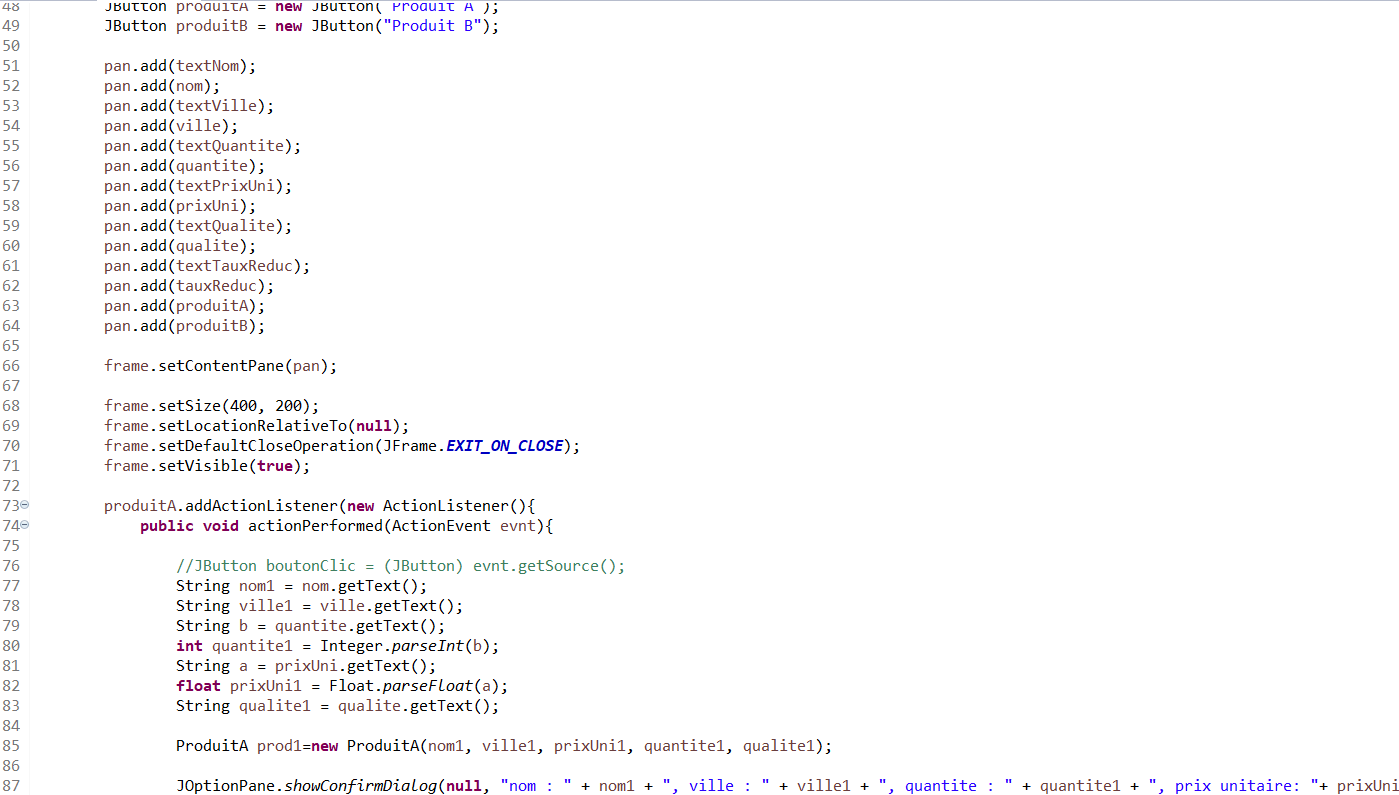 48 JButton produitA = new JButton("Produit A");
49 JButton produitB = new JButton("Produit B");
50
51 pan.add(textNom);
52 pan.add(nom);
53 pan.add(textVille);
54 pan.add(ville);
55 pan.add(textQuantite);
56 pan.add(quantite);
57 pan.add(textPrixUni);
58 pan.add(prixUni);
59 pan.add(textQualite);
60 pan.add(qualite);
61 pan.add(textTauxReduc);
62 pan.add(tauxReduc);
63 pan.add(produitA);
64 pan.add(produitB);
65
66 frame.setContentPane(pan);
67
68 frame.setSize(400, 200);
69 frame.setLocationRelativeTo(null);
70 frame.setDefaultCloseOperation(JFrame.EXIT_ON_CLOSE);
71 frame.setVisible(true);
72
73 produitA.addActionListener(new ActionListener(){
74 public void actionPerformed(ActionEvent evnt){
75
76 //JButton boutonClic = (JButton) evnt.getSource();
77 String nom1 = nom.getText();
78 String ville1 = ville.getText();
79 String b = quantite.getText();
80 int quantite1 = Integer.parseInt(b);
81 String a = prixUni.getText();
82 float prixUni1 = Float.parseFloat(a);
83 String qualite1 = qualite.getText();
84
85 ProduitA prod1=new ProduitA(nom1, ville1, prixUni1, quantite1, qualite1);
86
87 JOptionPane.showConfirmDialog(null, "nom : " + nom1 + ", ville : " + ville1 + ", quantite : " + quantite1 + ", prix unitaire: "+ prixUni